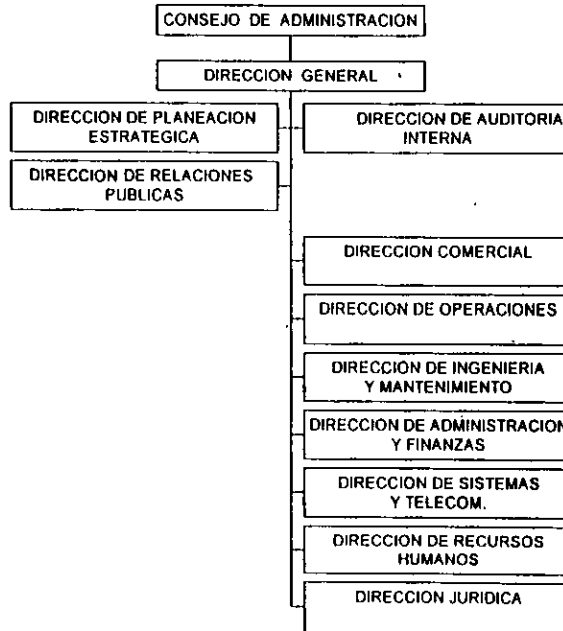 CONSEJO DE ADMINISTRACION
DIRECCION GENERAL
DIRECCION DE PLANEACION
ESTRATEGICA
DIRECCION DE AUDITORIA
INTERNA
DIRECCION DE RELACIONES
PUBLICAS
DIRECCION COMERCIAL
DIRECCION DE OPERACIONES
DIRECCION DE INGENIERIA
Y MANTENIMIENTO
DIRECCION DE ADMINISTRACION
Y FINANZAS
DIRECCION DE SISTEMAS
Y TELECOM.
DIRECCION DE RECURSOS
HUMANOS
DIRECCION JURIDICA